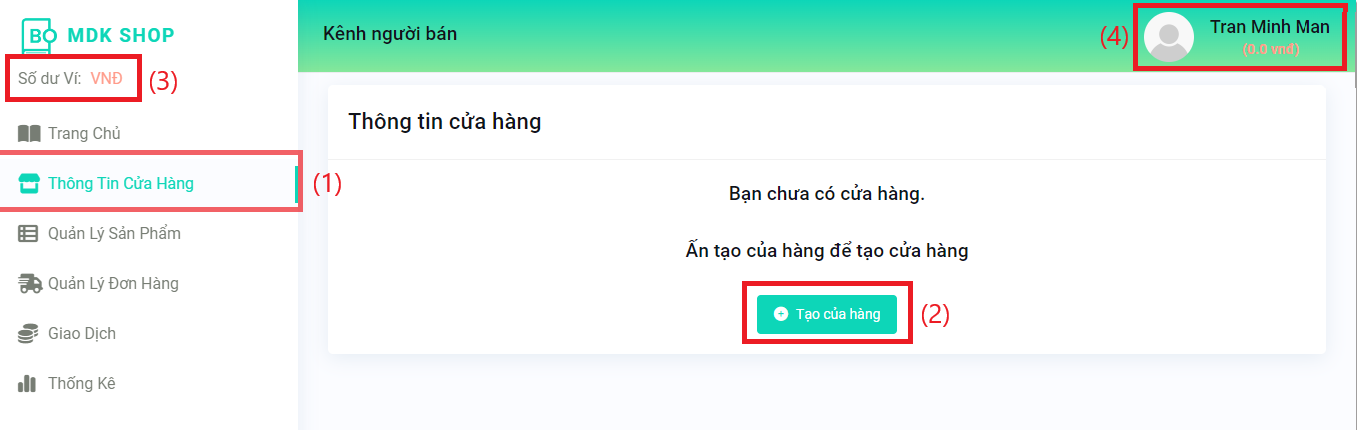 BO MDK SHOP
Kênh người bán
(4)
Tran Minh Man
(0.0 vnđ)
Số dư Ví: VNĐ
(3)
Trang Chủ
Thông Tin Cửa Hàng
(1)
Quản Lý Sản Phẩm
Quản Lý Đơn Hàng
Giao Dịch
Thống Kê
Thông tin cửa hàng
Bạn chưa có cửa hàng.
Ấn tạo của hàng để tạo cửa hàng
Tạo của hàng
(2)